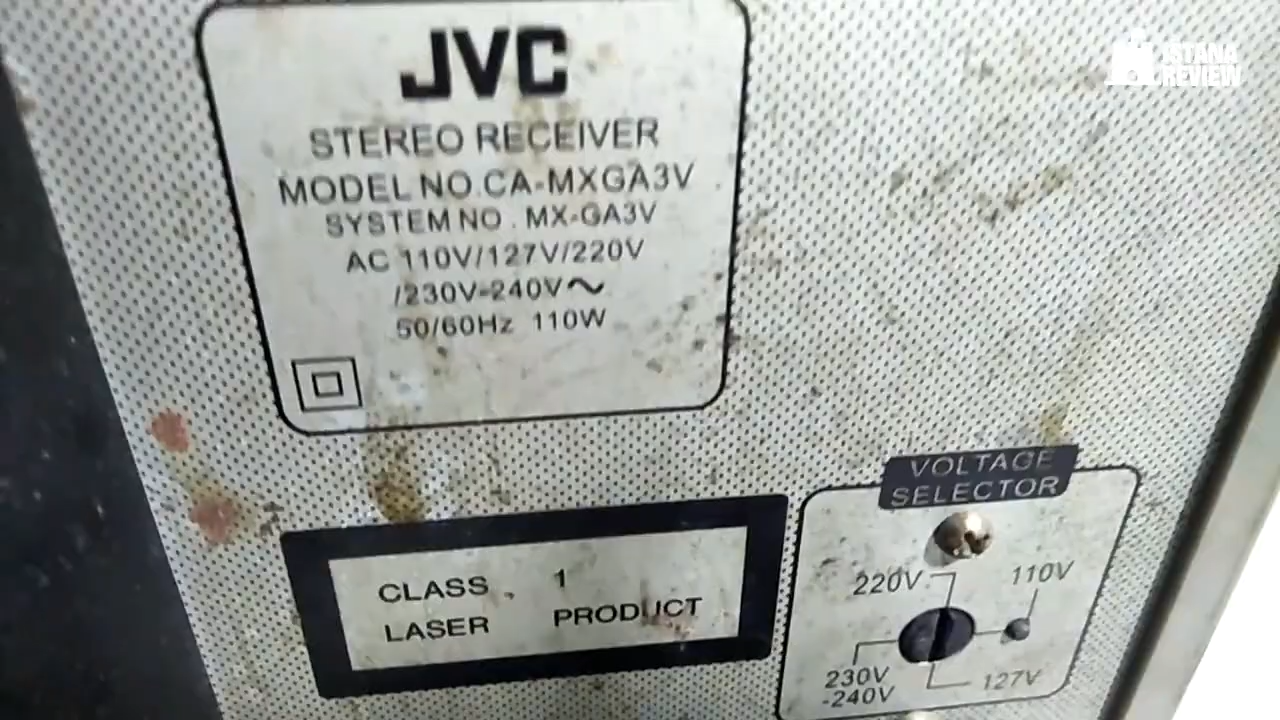 ISTANA
REVIEW
JVC
STEREO RECEIVER
MODEL NO.CA-MXGA3V
SYSTEM NO. MX-GA3V
AC 110V/127V/220V
/230V-240V~
50/60Hz 110W
CLASS 1
LASER PRODUCT
VOLTAGE
SELECTOR
220V
110V
230V
-240V
127V